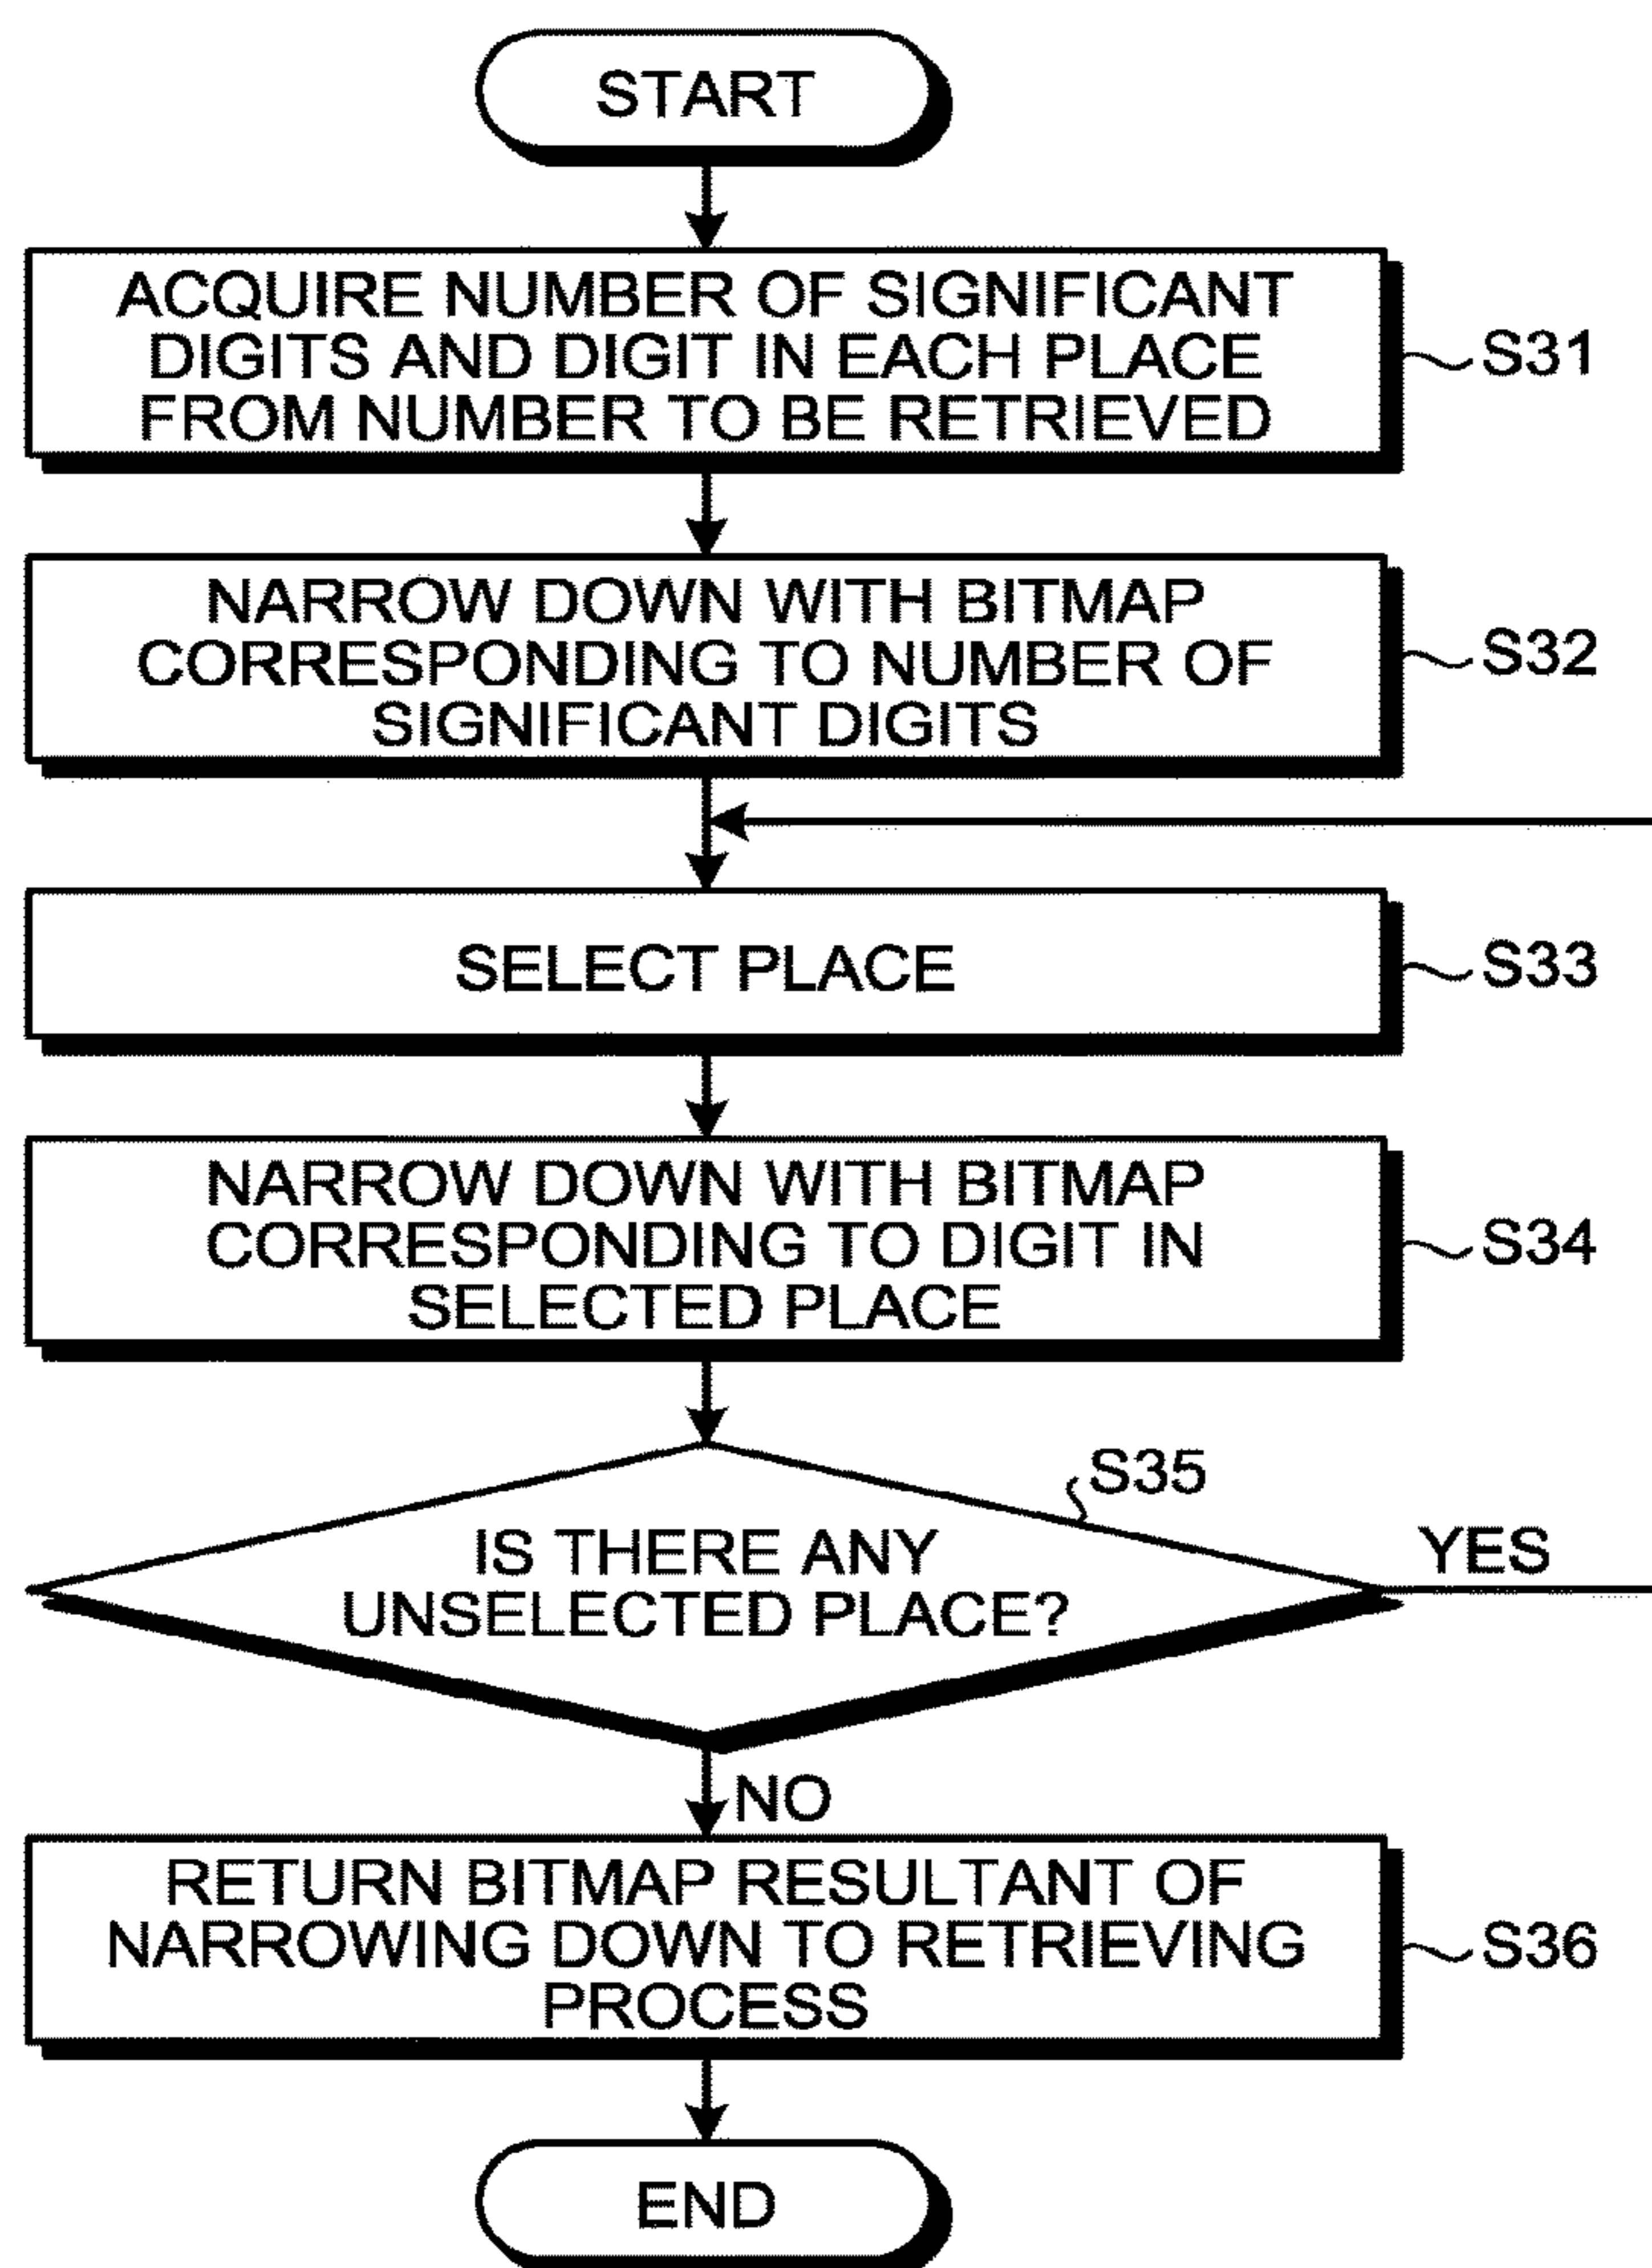 START
ACQUIRE NUMBER OF SIGNIFICANT
DIGITS AND DIGIT IN EACH PLACE
FROM NUMBER TO BE RETRIEVED
S31
NARROW DOWN WITH BITMAP
CORRESPONDING TO NUMBER OF
SIGNIFICANT DIGITS
S32
SELECT PLACE
S33
NARROW DOWN WITH BITMAP
CORRESPONDING TO DIGIT IN
SELECTED PLACE
S34
S35
IS THERE ANY
UNSELECTED PLACE?
YES
NO
RETURN BITMAP RESULTANT OF
NARROWING DOWN TO RETRIEVING
PROCESS
S36
END